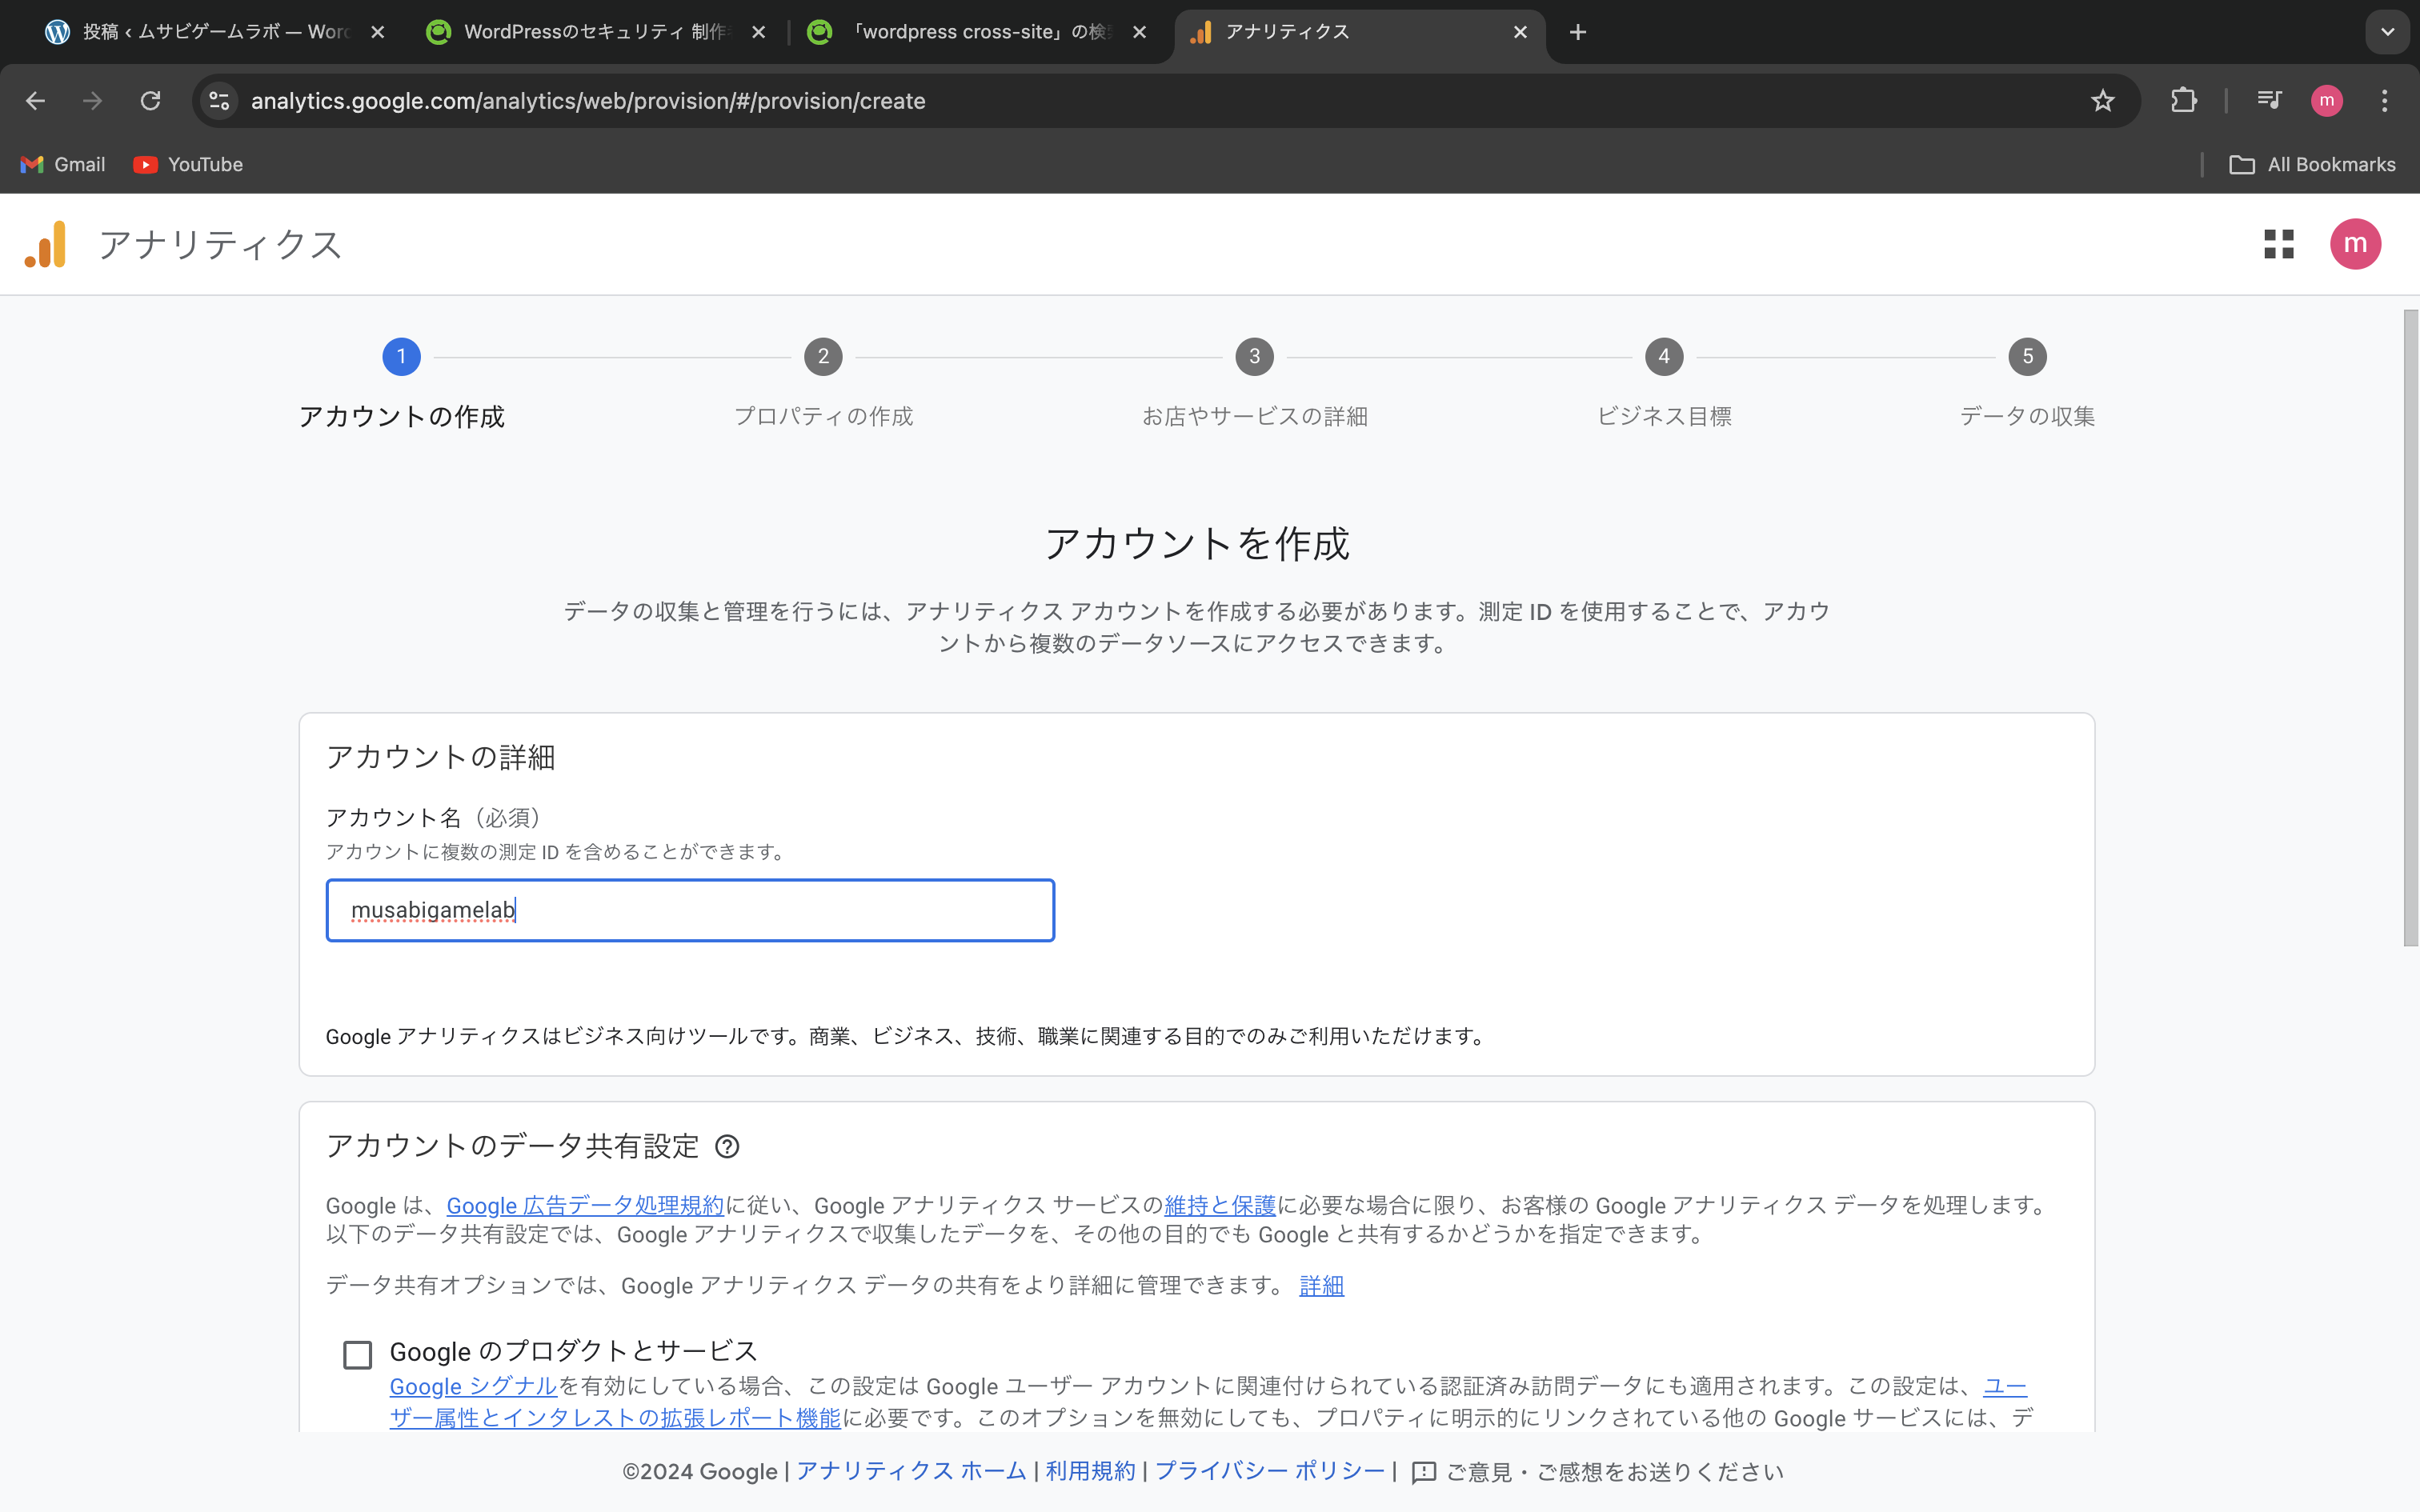 投稿 ‹ ムサビゲームラボ — Word
WordPressのセキュリティ 制作
「wordpress cross-site」の検
アナリティクス
analytics.google.com/analytics/web/provision/#/provision/create
m
Gmail
YouTube
All Bookmarks
アナリティクス
m
1
2
3
4
5
アカウントの作成
プロパティの作成
お店やサービスの詳細
ビジネス目標
データの収集
アカウントを作成
データの収集と管理を行うには、アナリティクス アカウントを作成する必要があります。測定 ID を使用することで、アカウ
ントから複数のデータソースにアクセスできます。
アカウントの詳細
アカウント名（必須）
アカウントに複数の測定 ID を含めることができます。
musabigamelab
Google アナリティクスはビジネス向けツールです。商業、ビジネス、技術、職業に関連する目的でのみご利用いただけます。
アカウントのデータ共有設定
Google は、Google 広告データ処理規約に従い、Google アナリティクス サービスの維持と保護に必要な場合に限り、お客様の Google アナリティクス データを処理します。
以下のデータ共有設定では、Google アナリティクスで収集したデータを、その他の目的でも Google と共有するかどうかを指定できます。
データ共有オプションでは、Google アナリティクス データの共有をより詳細に管理できます。 詳細
Google のプロダクトとサービス
Google シグナルを有効にしている場合、この設定は Google ユーザー アカウントに関連付けられている認証済み訪問データにも適用されます。この設定は、ユー
ザー属性とインタレストの拡張レポート機能に必要です。このオプションを無効にしても、プロパティに明示的にリンクされている他の Google サービスには、デ
©2024 Google | アナリティクス ホーム | 利用規約 | プライバシー ポリシー | ご意見・ご感想をお送りください